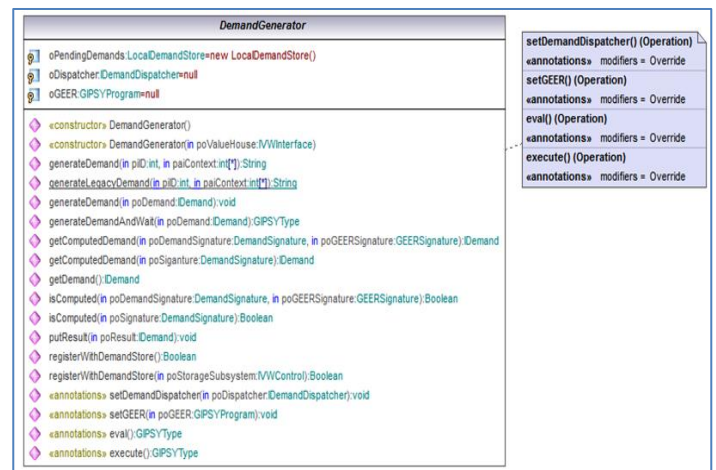 DemandGenerator
oPendingDemands:LocalDemandStore=new LocalDemandStore()
oDispatcher:IDemandDispatcher=null
oGEER:GIPSYProgram=null
«constructor» DemandGenerator()
«constructor» DemandGenerator(in poValueHouse:IVWInterface)
generateDemand(in piID:int, in paiContext:int[*]):String
generateLegacyDemand(in piID:int, in paiContext:int[*]):String
generateDemand(in poDemand:IDemand):void
generateDemandAndWait(in poDemand:IDemand):GIPSYType
getComputedDemand(in poDemandSignature:DemandSignature, in poGEERSignature:GEERSignature):IDemand
getComputedDemand(in poSiganture:DemandSignature):IDemand
getDemand():IDemand
isComputed(in poDemandSignature:DemandSignature, in poGEERSignature:GEERSignature):Boolean
isComputed(in poSignature:DemandSignature):Boolean
putResult(in poResult:IDemand):void
registerWithDemandStore():Boolean
registerWithDemandStore(in poStorageSubsystem:IVWControl):Boolean
«annotations» setDemandDispatcher(in poDispatcher:IDemandDispatcher):void
«annotations» setGEER(in poGEER:GIPSYProgram):void
«annotations» eval():GIPSYType
«annotations» execute():GIPSYType
setDemandDispatcher() (Operation)
«annotations» modifiers = Override
setGEER() (Operation)
«annotations» modifiers = Override
eval() (Operation)
«annotations» modifiers = Override
execute() (Operation)
«annotations» modifiers = Override